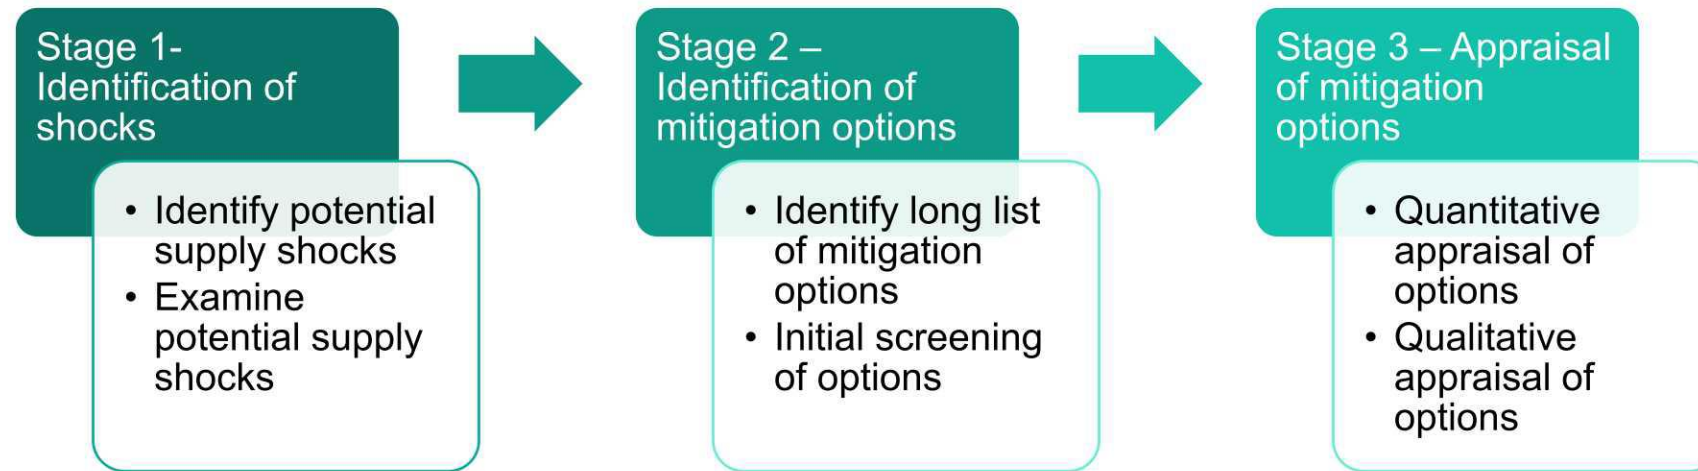 Stage 1-
Identification of
shocks
• Identify potential
supply shocks
• Examine
potential supply
shocks
Stage 2 –
Identification of
mitigation options
• Identify long list
of mitigation
options
• Initial screening
of options
Stage 3 – Appraisal
of mitigation
options
• Quantitative
appraisal of
options
• Qualitative
appraisal of
options